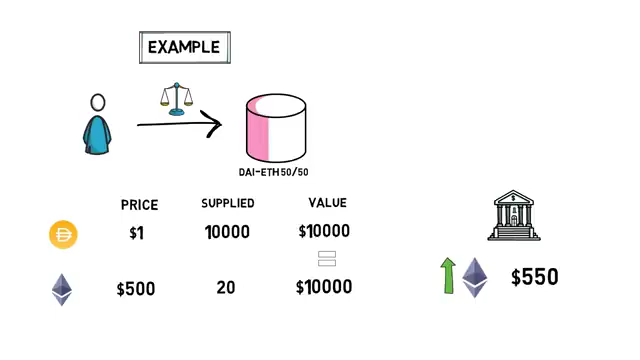 EXAMPLE
DAI-ETH 50/50
PRICE SUPPLIED VALUE
$1 10000 $10000
=
$500 20 $10000
$
$550